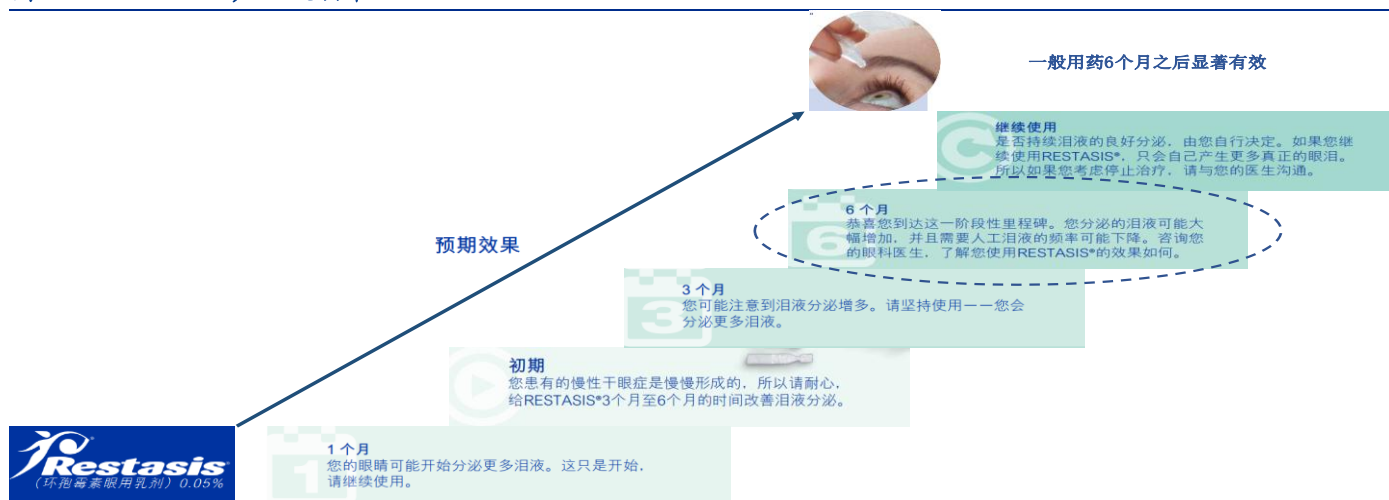 一般用药6个月之后显著有效
继续使用
是否持续泪液的良好分泌，由您自行决定。如果您继
续使用RESTASIS®，只会自己产生更多真正的眼泪。
所以如果您考虑停止治疗，请与您的医生沟通。
6 个月
恭喜您到达这一阶段性里程碑。您分泌的泪液可能大
幅增加，并且需要人工泪液的频率可能下降。咨询您
的眼科医生，了解您使用RESTASIS®的效果如何。
6
预期效果
3 个月
您可能注意到泪液分泌增多。请坚持使用——您会
分泌更多泪液。
3
初期
您患有的慢性干眼症是慢慢形成的，所以请耐心，
给RESTASIS®3个月至6个月的时间改善泪液分泌。
1 个月
您的眼睛可能开始分泌更多泪液。这只是开始，
请继续使用。
1
Restasis®
（环孢霉素眼用乳剂）0.05%